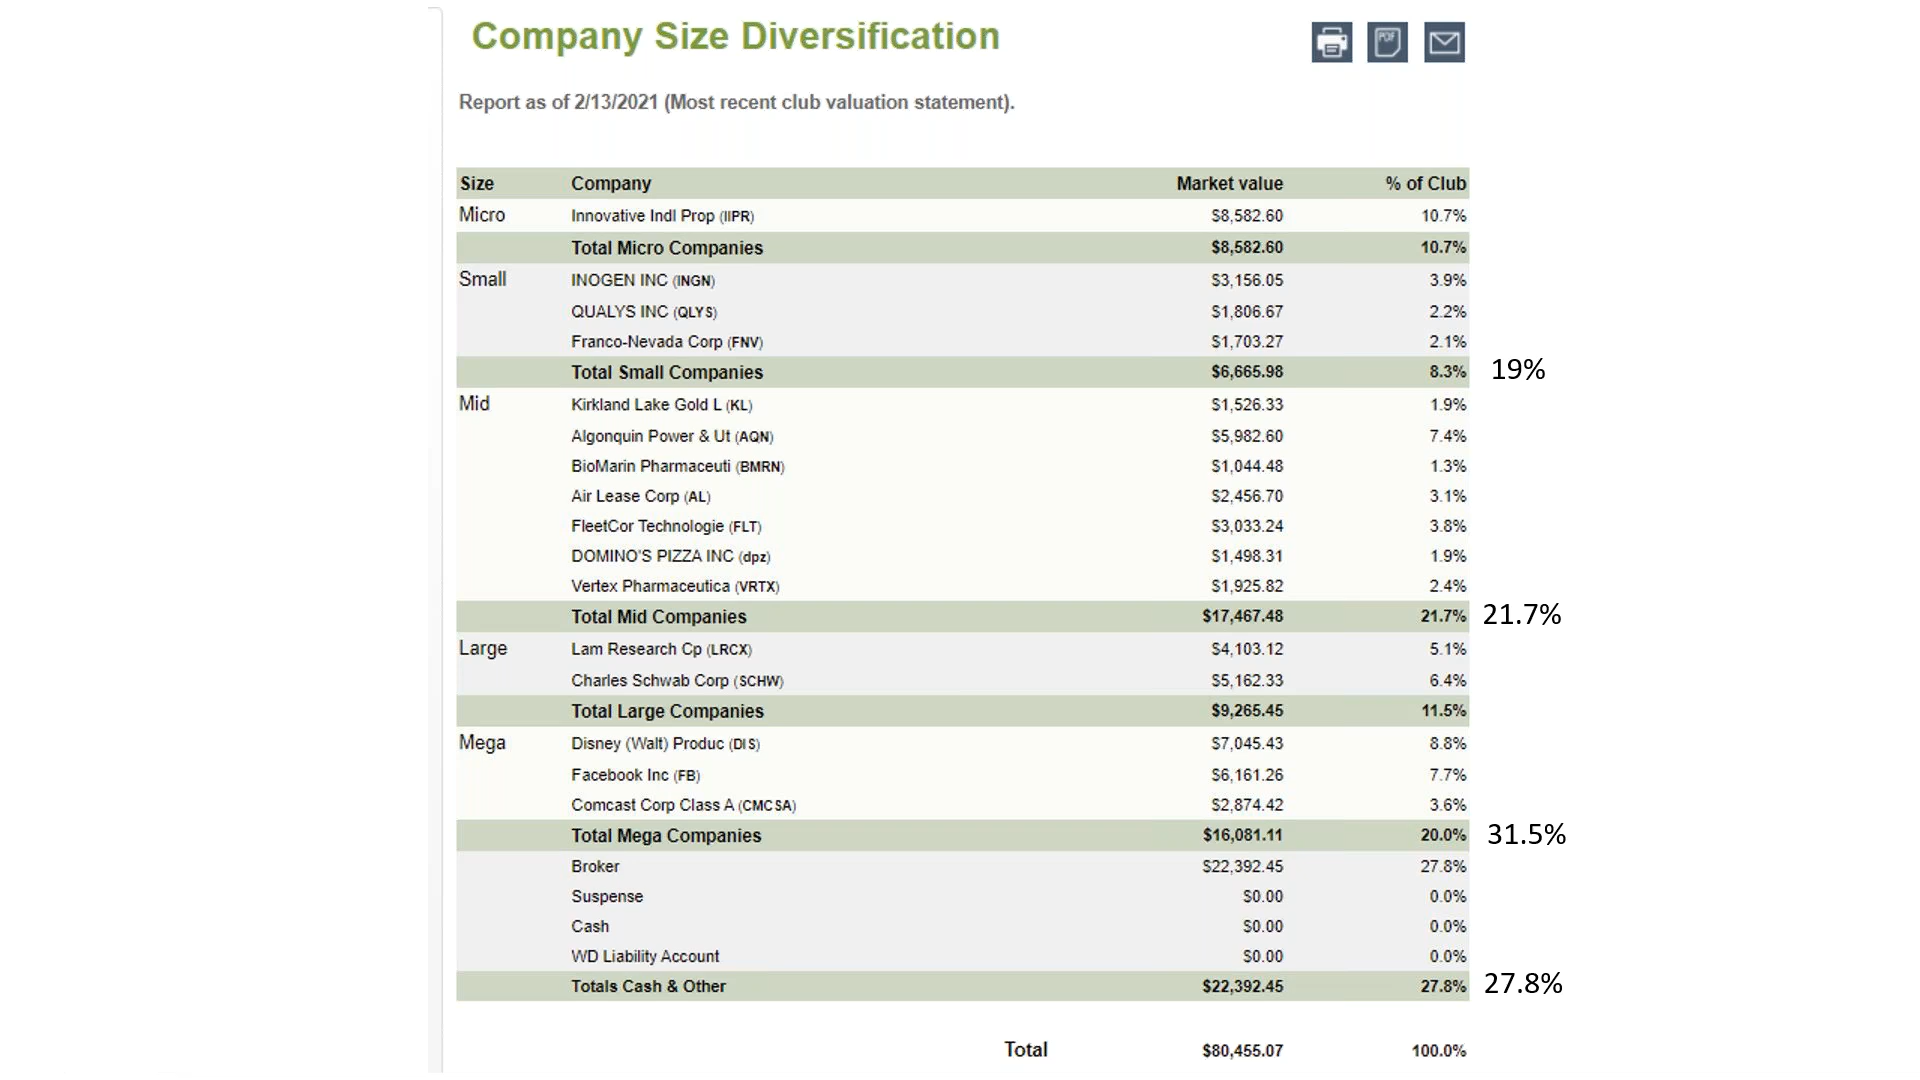 Company Size Diversification
PDF
Report as of 2/13/2021 (Most recent club valuation statement).
Size Company Market value % of Club
Micro Innovative Indl Prop (IIPR) $8,582.60 10.7%
Total Micro Companies $8,582.60 10.7%
Small INOGEN INC (INGN) $3,156.05 3.9%
QUALYS INC (QLYS) $1,806.67 2.2%
Franco-Nevada Corp (FNV) $1,703.27 2.1%
Total Small Companies $6,665.98 8.3% 19%
Mid Kirkland Lake Gold L (KL) $1,526.33 1.9%
Algonquin Power & Ut (AQN) $5,982.60 7.4%
BioMarin Pharmaceuti (BMRN) $1,044.48 1.3%
Air Lease Corp (AL) $2,456.70 3.1%
FleetCor Technologie (FLT) $3,033.24 3.8%
DOMINO'S PIZZA INC (dpz) $1,498.31 1.9%
Vertex Pharmaceutica (VRTX) $1,925.82 2.4%
Total Mid Companies $17,467.48 21.7% 21.7%
Large Lam Research Cp (LRCX) $4,103.12 5.1%
Charles Schwab Corp (SCHW) $5,162.33 6.4%
Total Large Companies $9,265.45 11.5%
Mega Disney (Walt) Produc (DIS) $7,045.43 8.8%
Facebook Inc (FB) $6,161.26 7.7%
Comcast Corp Class A (CMCSA) $2,874.42 3.6%
Total Mega Companies $16,081.11 20.0% 31.5%
Broker $22,392.45 27.8%
Suspense $0.00 0.0%
Cash $0.00 0.0%
WD Liability Account $0.00 0.0%
Totals Cash & Other $22,392.45 27.8% 27.8%
Total $80,455.07 100.0%